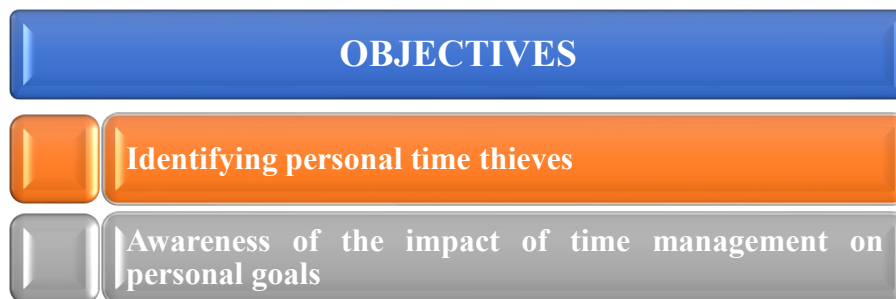 OBJECTIVES
Identifying personal time thieves
Awareness of the impact of time management on
personal goals